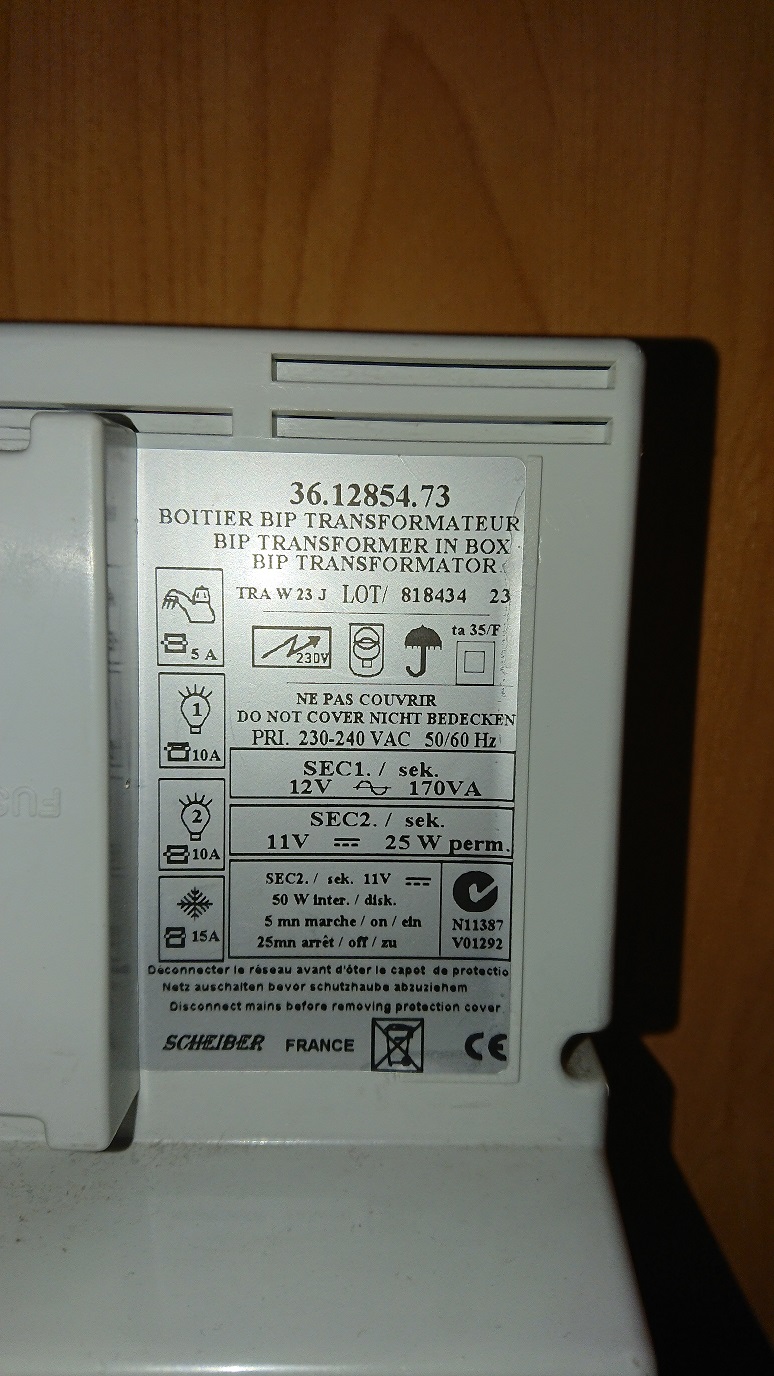 36.12854.73
BOITIER BIP TRANSFORMATEUR
BIP TRANSFORMER IN BOX
BIP TRANSFORMATOR
TRA W 23 J LOT/ 818434 23
5 A
230V
ta 35/F
1
10A
NE PAS COUVRIR
DO NOT COVER NICHT BEDECKEN
PRI. 230-240 VAC 50/60 Hz
SEC1. / sek.
12V 170VA
2
10A
SEC2. / sek.
11V 25 W perm.
15A
SEC2. / sek. 11V
50 W inter. / disk.
5 mn marche / on / ein
25mn arrêt / off / zu
N11387
V01292
Déconnecter le réseau avant d'ôter le capot de protectio
Netz auschalten bevor schutzhaube abzuziehem
Disconnect mains before removing protection cover
SCHEIBER FRANCE CE